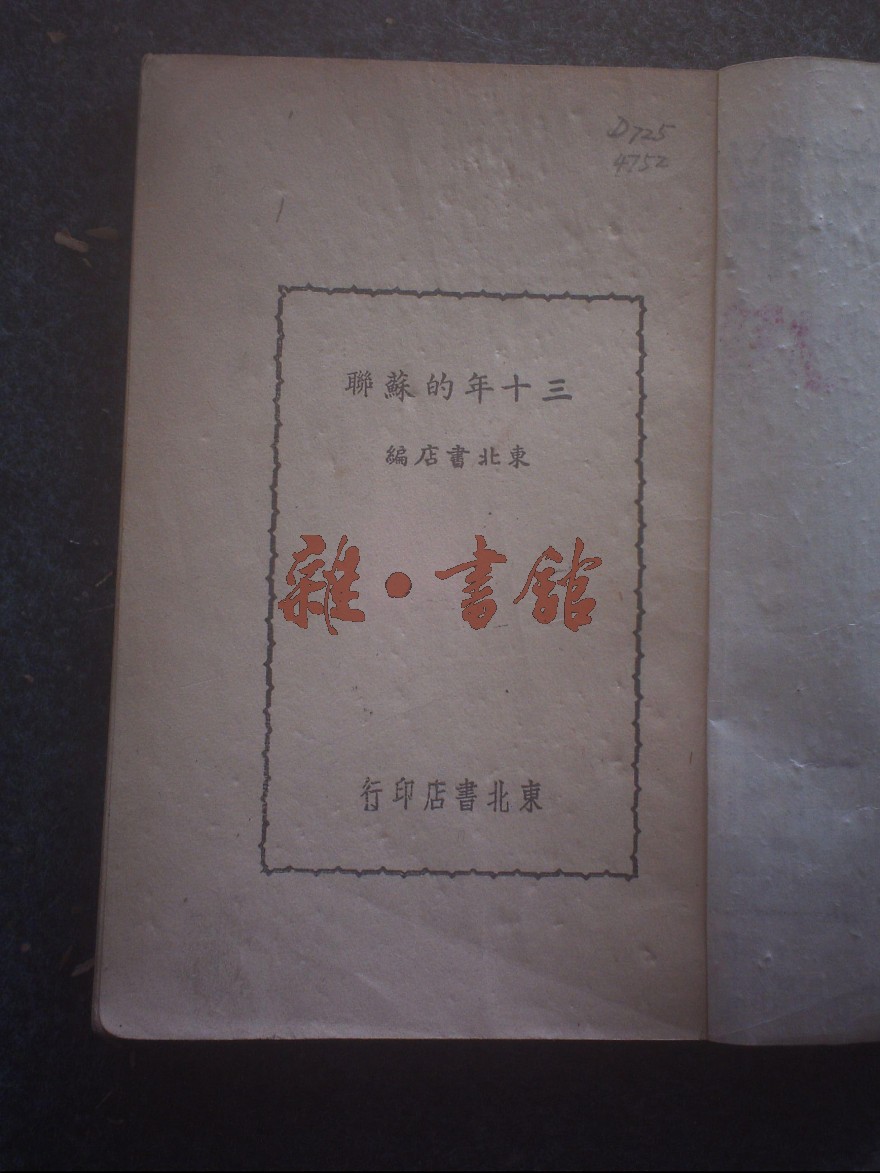 D725
4752
三十年的蘇聯
東北書店編
雜·書館
東北書店印行